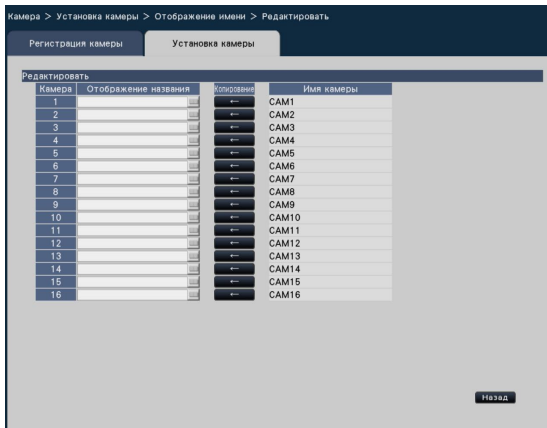 Камера > Установка камеры > Отображение имени > Редактировать
Регистрация камеры Установка камеры
Редактировать
Камера Отображение названия Копирование Имя камеры
1 ← CAM1
2 ← CAM2
3 ← CAM3
4 ← CAM4
5 ← CAM5
6 ← CAM6
7 ← CAM7
8 ← CAM8
9 ← CAM9
10 ← CAM10
11 ← CAM11
12 ← CAM12
13 ← CAM13
14 ← CAM14
15 ← CAM15
16 ← CAM16
Назад